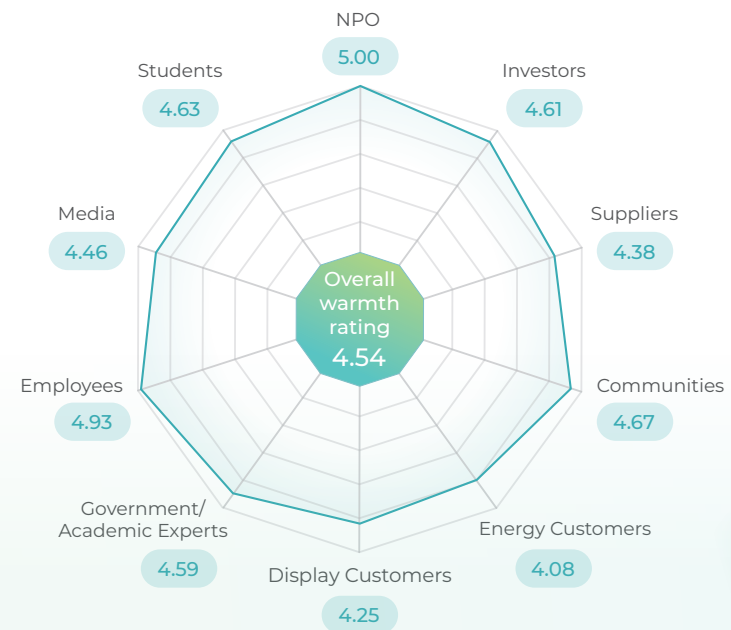 NPO
5.00
Investors
4.61
Suppliers
4.38
Communities
4.67
Energy Customers
4.08
Display Customers
4.25
Government/
Academic Experts
4.59
Employees
4.93
Media
4.46
Students
4.63
Overall
warmth
rating
4.54